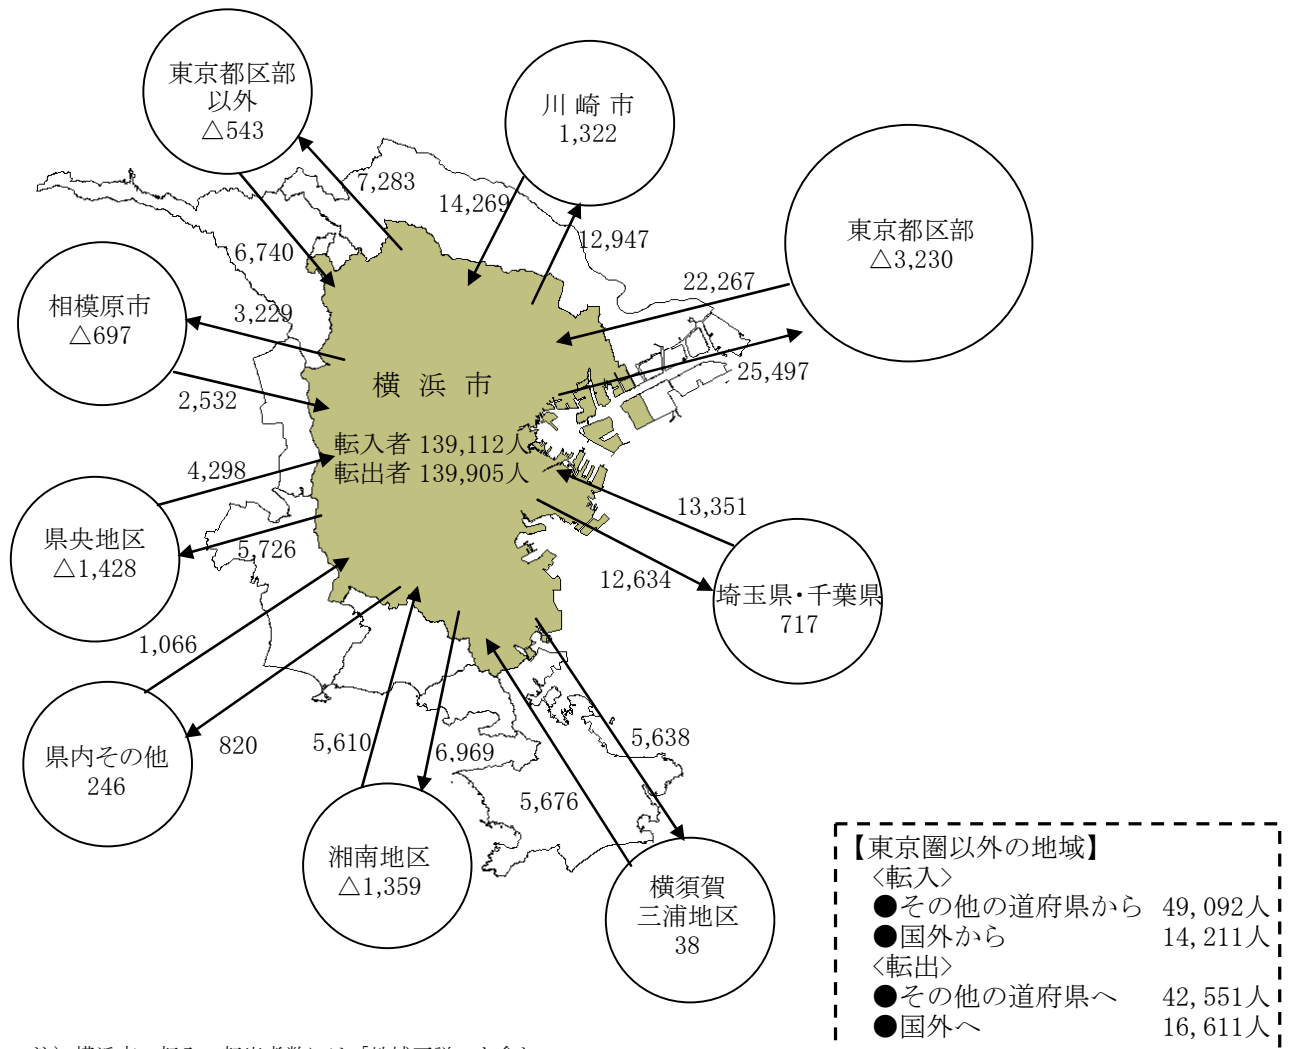 東京都区部
以外
△543
川 崎 市
1,322
東京都区部
△3,230
7,283
14,269
12,947
6,740
22,267
相模原市
△697
3,229
25,497
横 浜 市
2,532
転入者 139,112人
転出者 139,905人
4,298
13,351
県央地区
△1,428
5,726
12,634
埼玉県・千葉県
717
1,066
県内その他
246
820
5,610
6,969
5,638
5,676
湘南地区
△1,359
横須賀
三浦地区
38
【東京圏以外の地域】
<転入>
●その他の道府県から 49,092人
●国外から 14,211人
<転出>
●その他の道府県へ 42,551人
●国外へ 16,611人